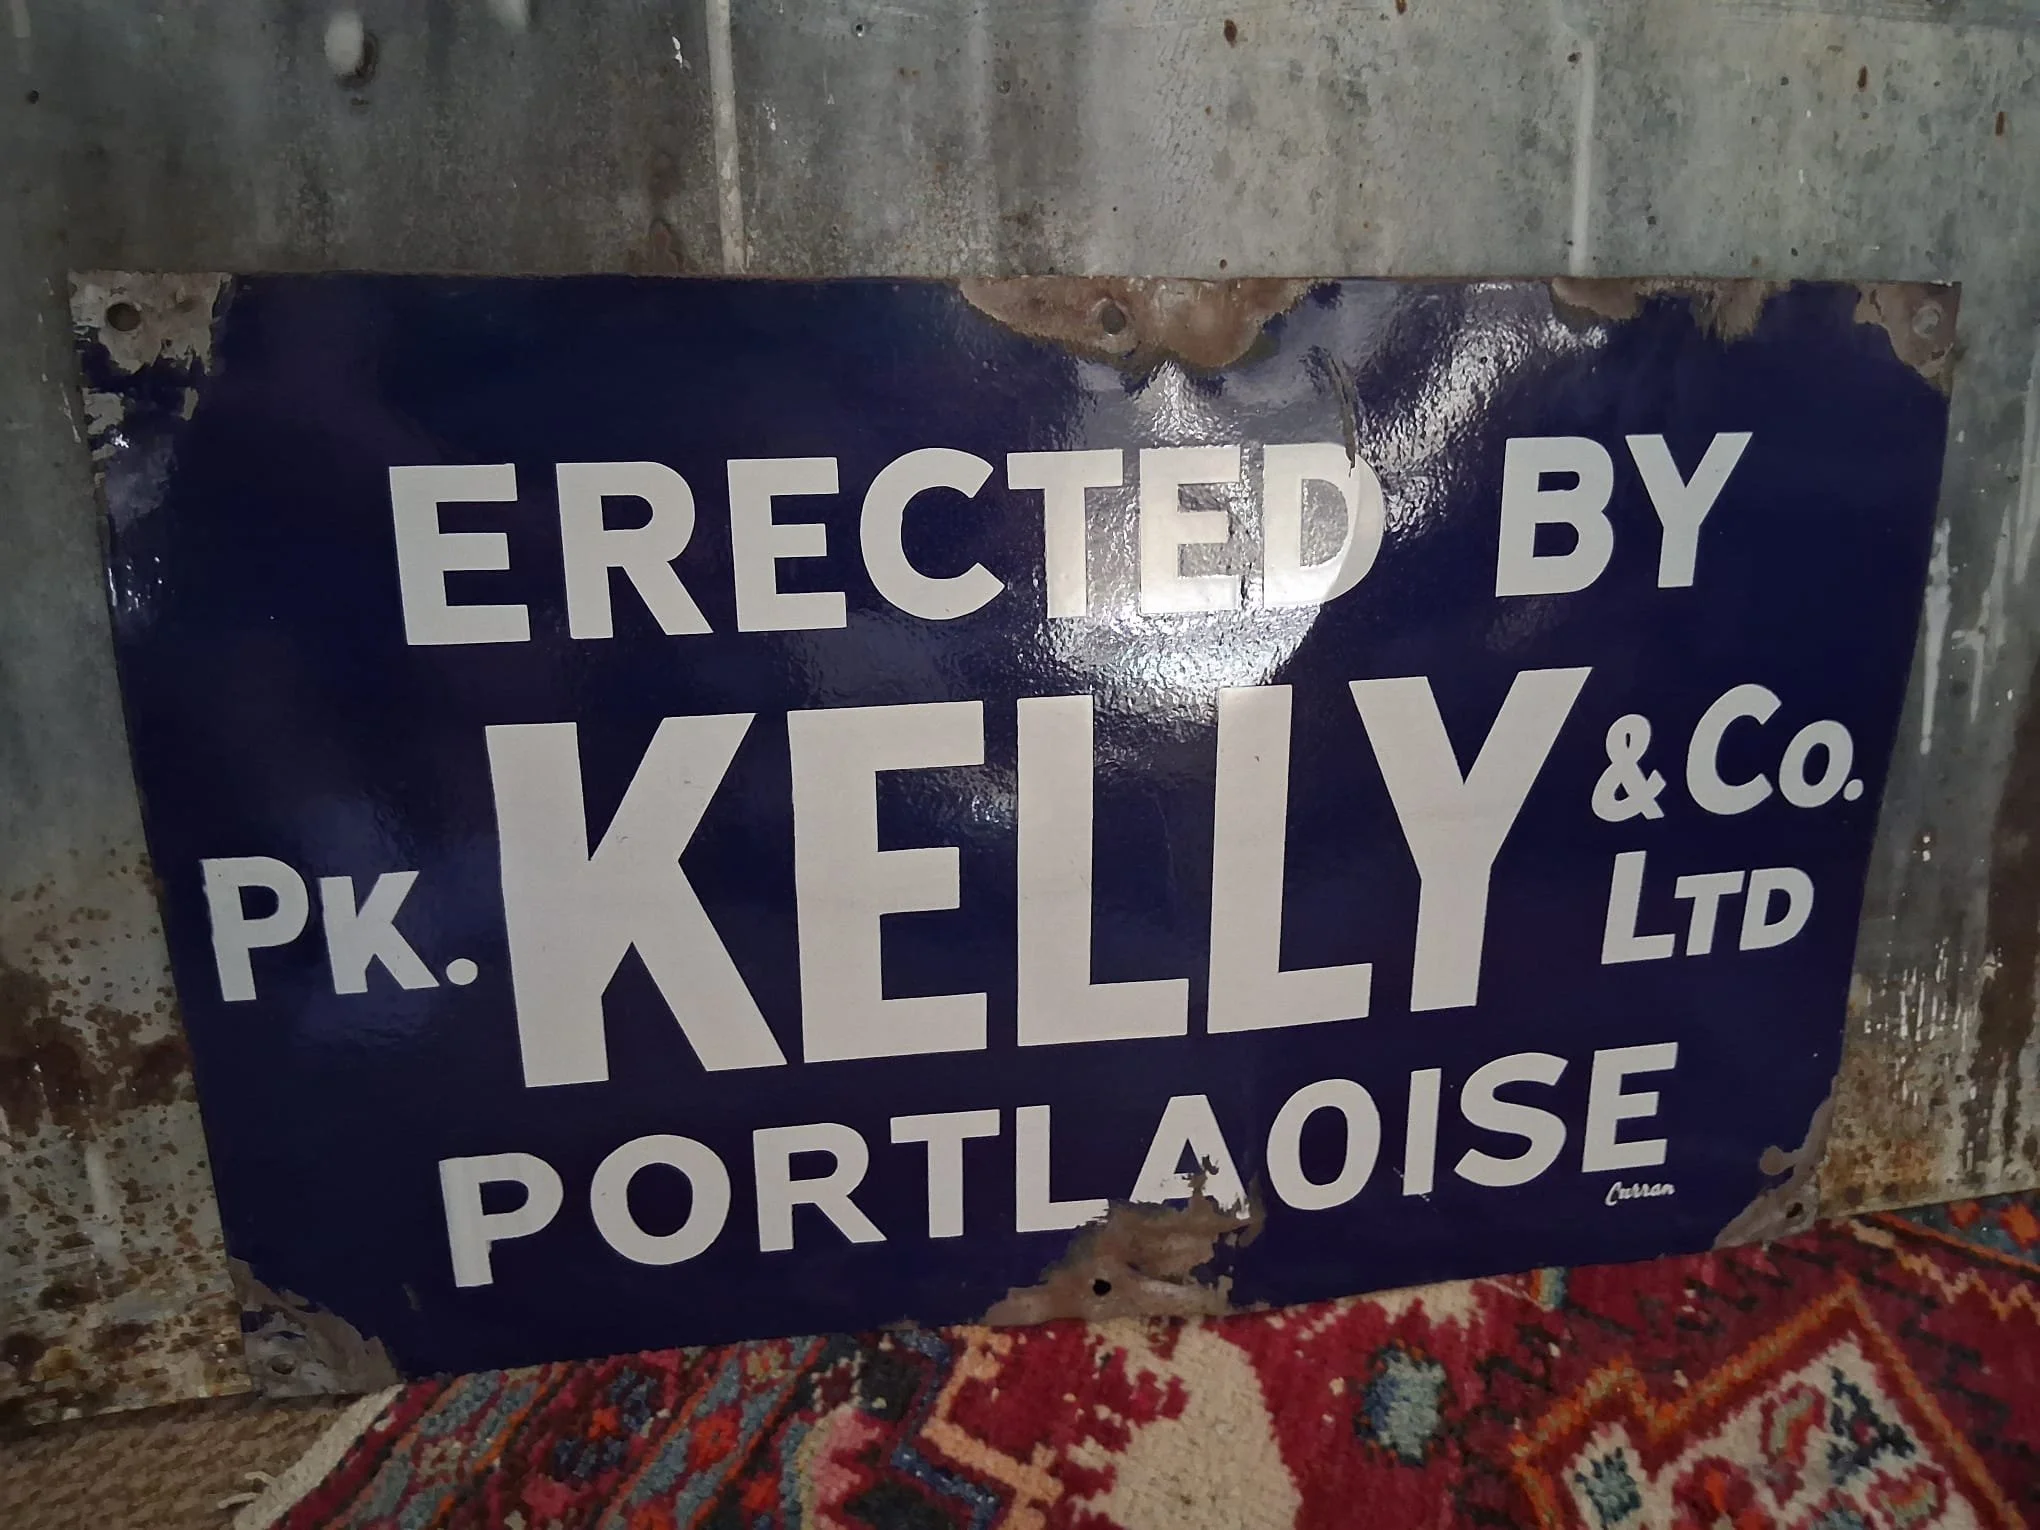 ERECTED BY
PK. KELLY & CO. LTD
PORTLAOISE
Curran